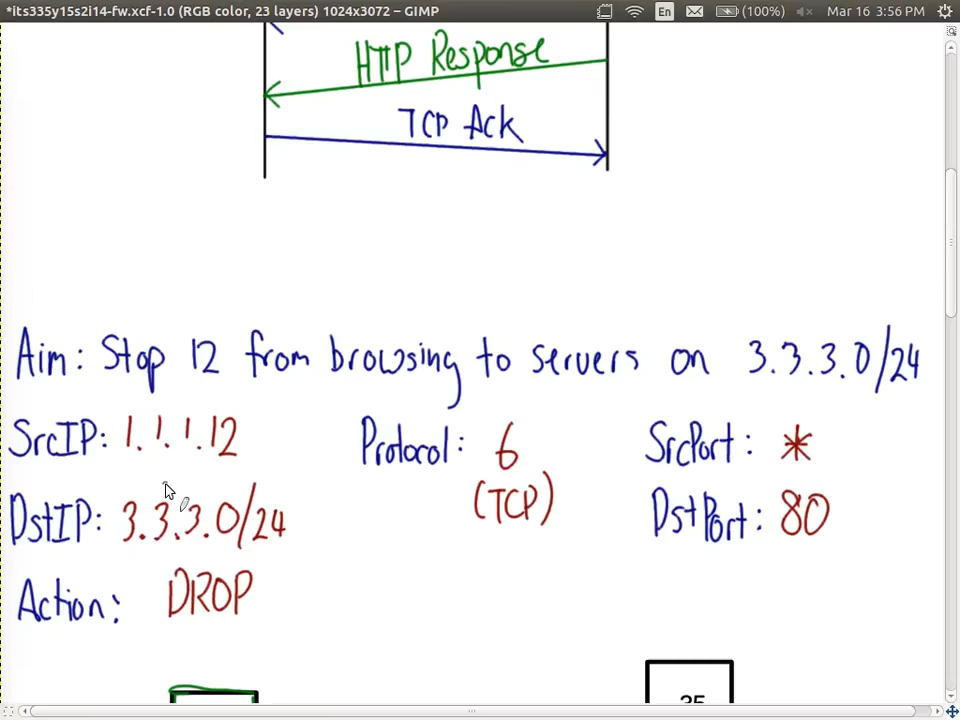 *its335y15s2i14-fw.xcf-1.0 (RGB color, 23 layers) 1024x3072 – GIMP En (100%) Mar 16 3:56 PM
HTTP Response
TCP Ack
Aim: Stop 12 from browsing to servers on 3.3.3.0/24
SrcIP: 1.1.1.12 Protocol: 6 SrcPort: *
(TCP)
DstIP: 3.3.3.0/24 DstPort: 80
Action: DROP
35